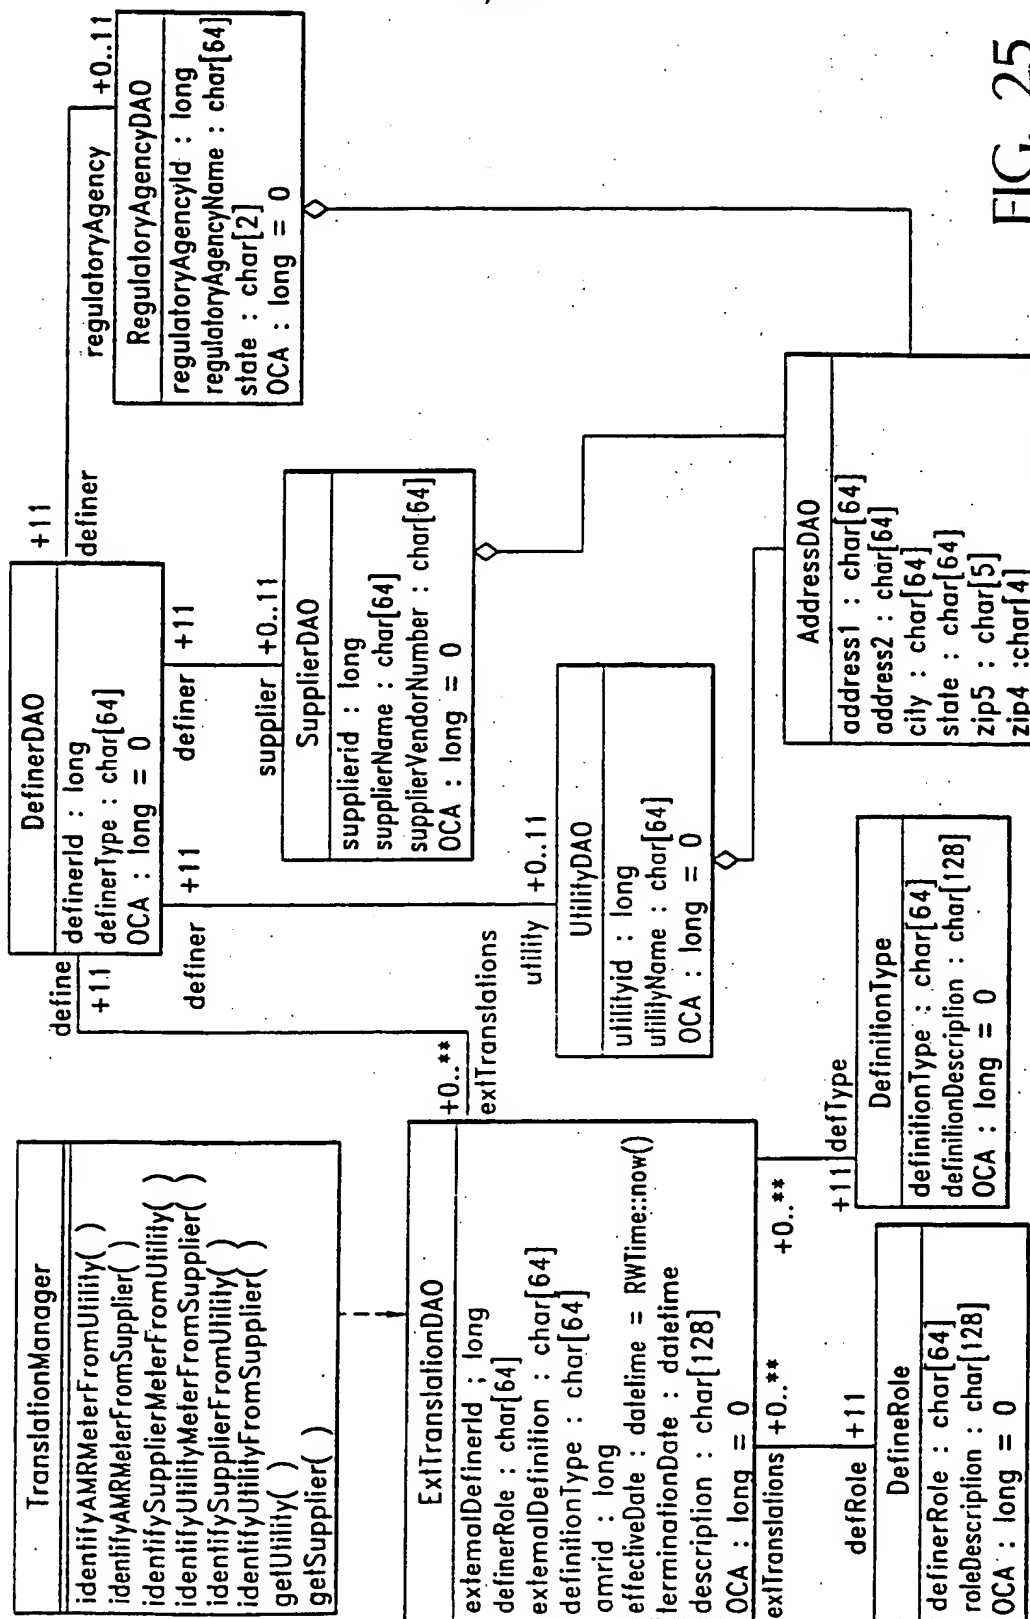 TranslationManager
identifyAMRMeterFromUtility( )
identifyAMRMeterFromSupplier( )
identifySupplierMeterFromUtility( )
identifyUtilityMeterFromSupplier( )
identifySupplierFromUtility( )
identifyUtilityFromSupplier( )
getUtility( )
getSupplier( )
define
+1.1
DefinerDAO
definerId : long
definerType : char[64]
OCA : long = 0
+11
definer
regulatoryAgency
+0..11
RegulatoryAgencyDAO
regulatoryAgencyId : long
regulatoryAgencyName : char[64]
state : char[2]
OCA : long = 0
definer
+11
definer
+11
supplier
+0..11
SupplierDAO
supplierid : long
supplierName : char[64]
supplierVendorNumber : char[64]
OCA : long = 0
+0..**
extTranslations
utility
+0..11
UtilityDAO
utilityid : long
utilityName : char[64]
OCA : long = 0
ExtTranslationDAO
externalDefinerId : long
definerRole : char[64]
externalDefinition : char[64]
definitionType : char[64]
amrid : long
effectiveDate : datetime = RWTime::now()
terminationDate : datetime
description : char[128]
OCA : long = 0
AddressDAO
address1 : char[64]
address2 : char[64]
city : char[64]
state : char[64]
zip5 : char[5]
zip4 :char[4]
+0..**
+11
defType
DefinitionType
definitionType : char[64]
definitionDescription : char[128]
OCA : long = 0
extTranslations
+0..**
defRole
+11
DefineRole
definerRole : char[64]
roleDescription : char[128]
OCA : long = 0
FIG. 25